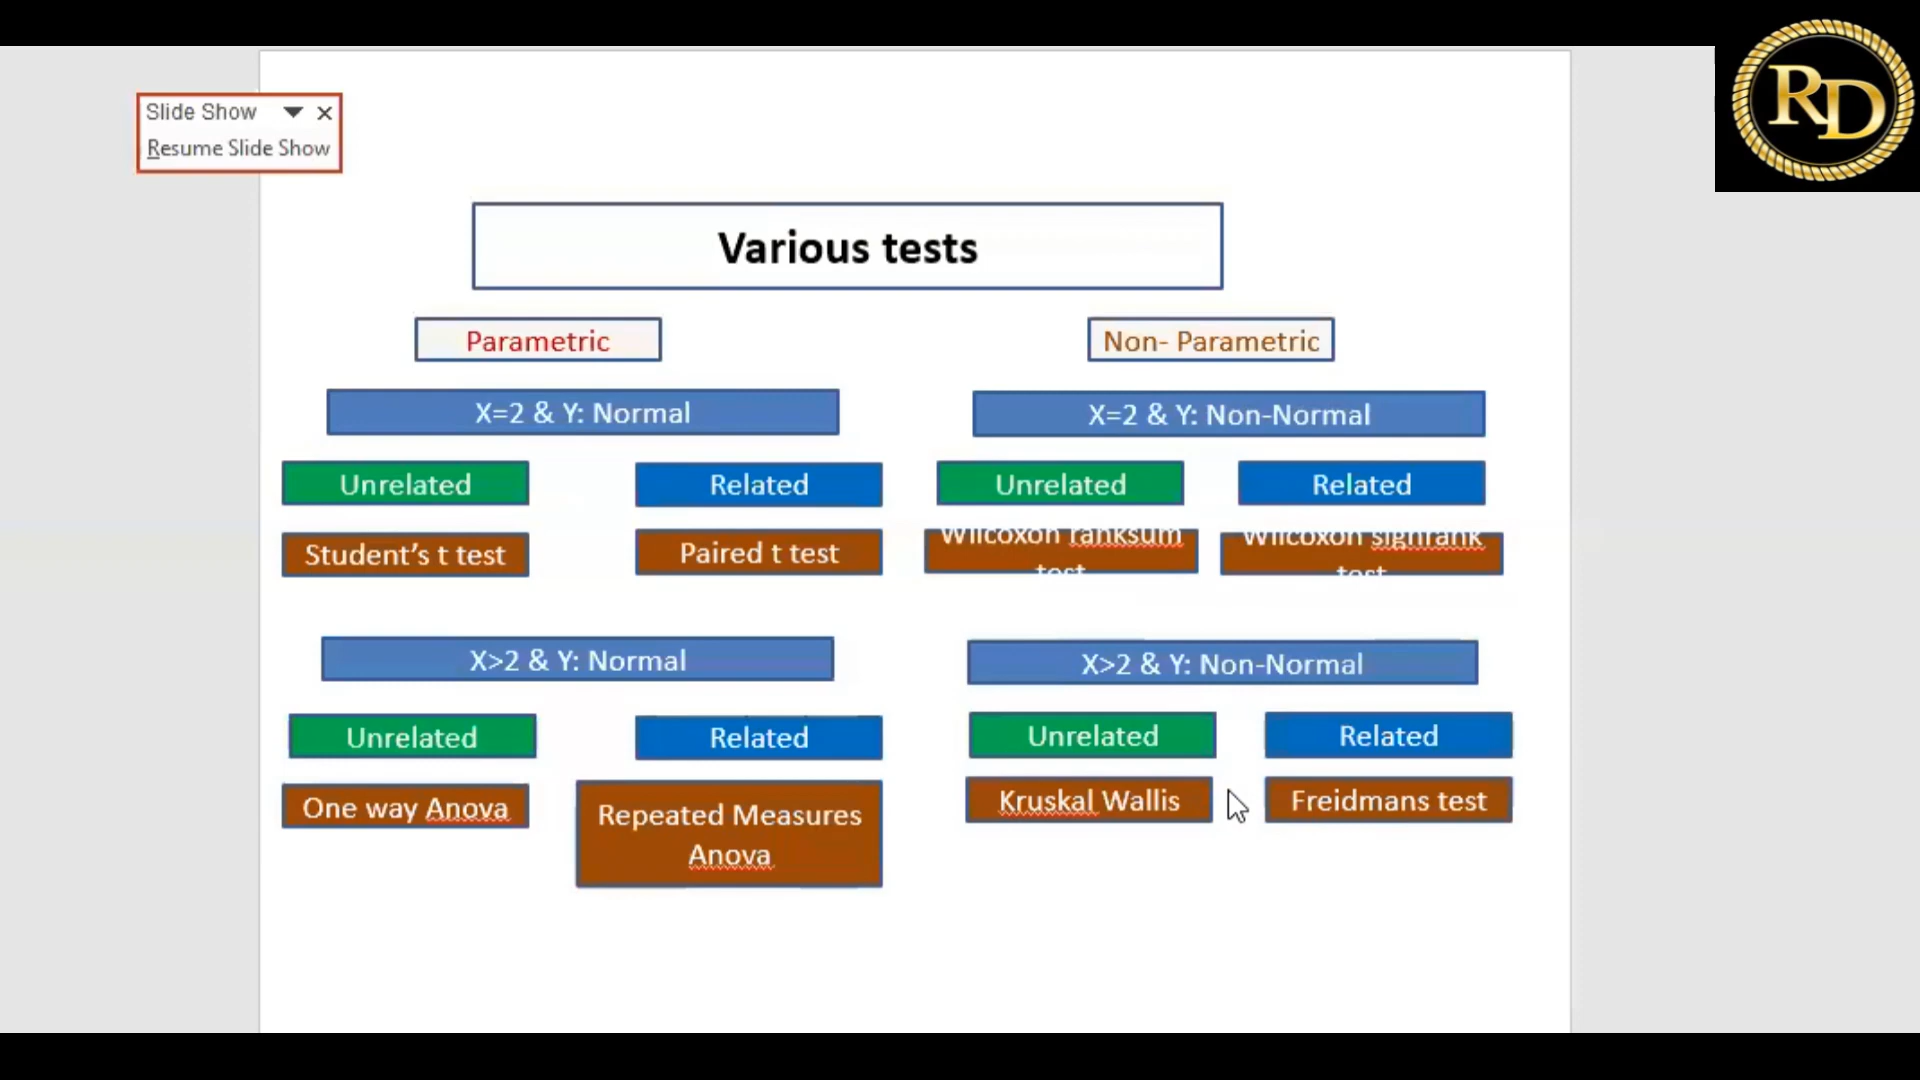 Slide Show
Resume Slide Show
RD
Various tests
Parametric
Non- Parametric
X=2 & Y: Normal
X=2 & Y: Non-Normal
Unrelated
Related
Unrelated
Related
Student’s t test
Paired t test
Wilcoxon ranksum
test
Wilcoxon signrank
test
X>2 & Y: Normal
X>2 & Y: Non-Normal
Unrelated
Related
Unrelated
Related
One way Anova
Repeated Measures
Anova
Kruskal Wallis
Freidmans test